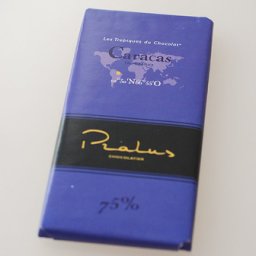 Les Tropiques du Chocolat
Caracas
Pralus
CHOCOLATIER
75%